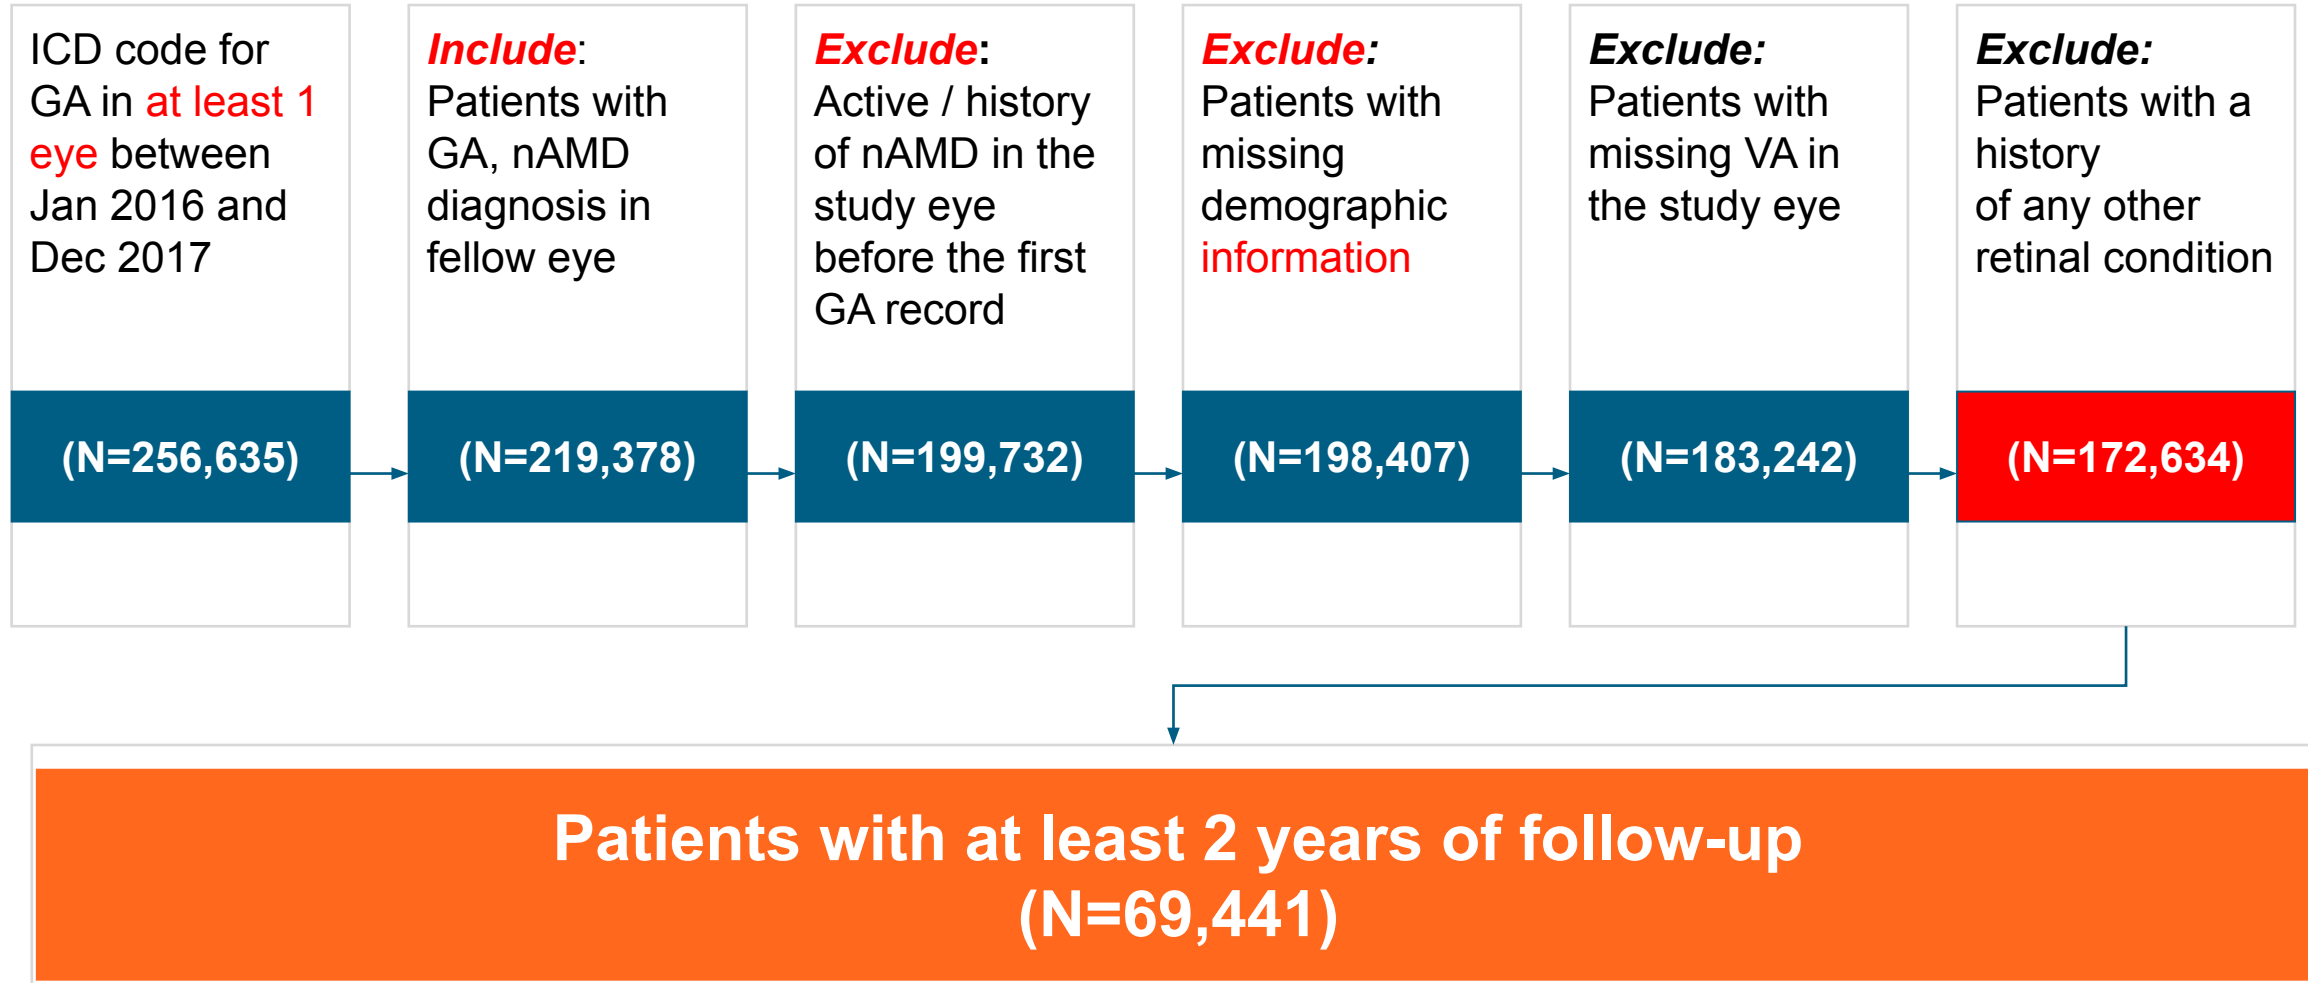 ICD code for
GA in at least 1
eye between
Jan 2016 and
Dec 2017
(N=256,635)
Include:
Patients with
GA, nAMD
diagnosis in
fellow eye
(N=219,378)
Exclude:
Active / history
of nAMD in the
study eye
before the first
GA record
(N=199,732)
Exclude:
Patients with
missing
demographic
information
(N=198,407)
Exclude:
Patients with
missing VA in
the study eye
(N=183,242)
Exclude:
Patients with a
history
of any other
retinal condition
(N=172,634)
Patients with at least 2 years of follow-up
(N=69,441)